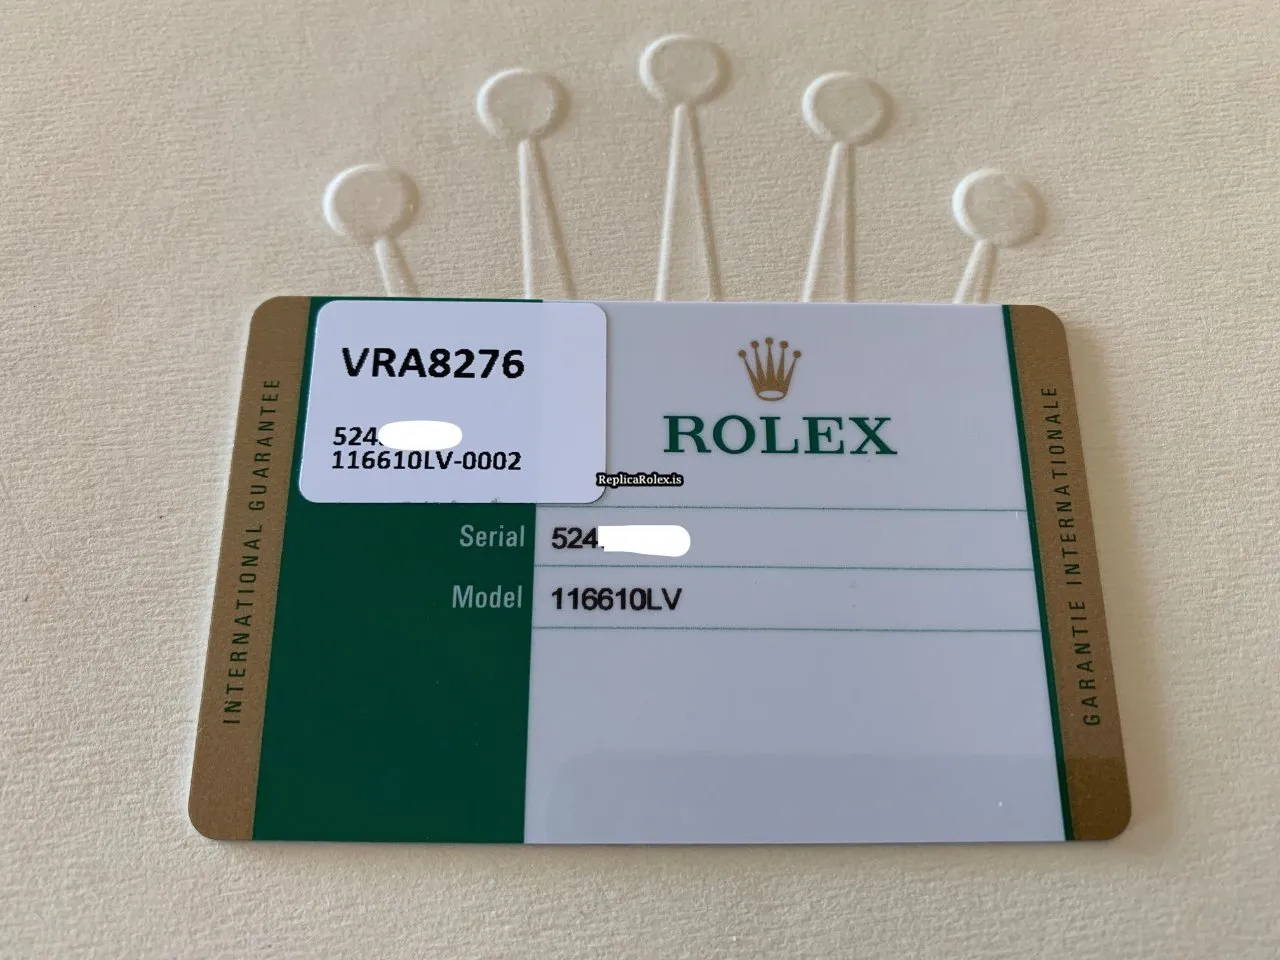 INTERNATIONAL GUARANTEE
VRA8276
524
116610LV-0002
ROLEX
ReplicaRolex.is
Serial 524
Model 116610LV
GARANTIE INTERNATIONALE